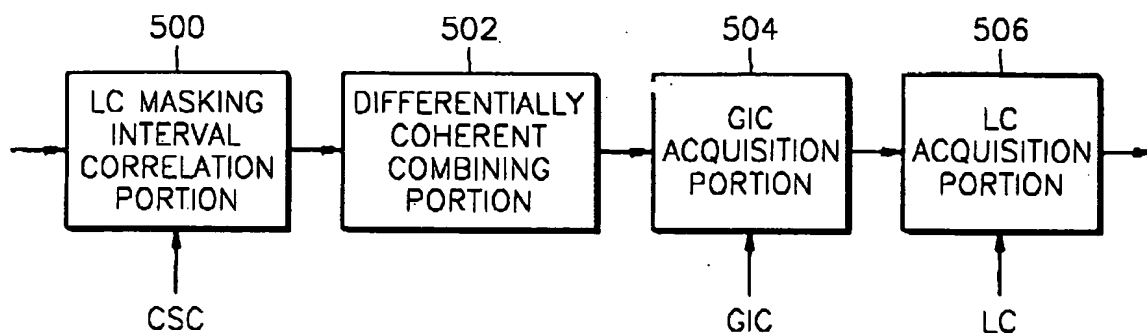 500
502
504
506
LC MASKING
INTERVAL
CORRELATION
PORTION
DIFFERENTIALLY
COHERENT
COMBINING
PORTION
GIC
ACQUISITION
PORTION
LC
ACQUISITION
PORTION
CSC
GIC
LC